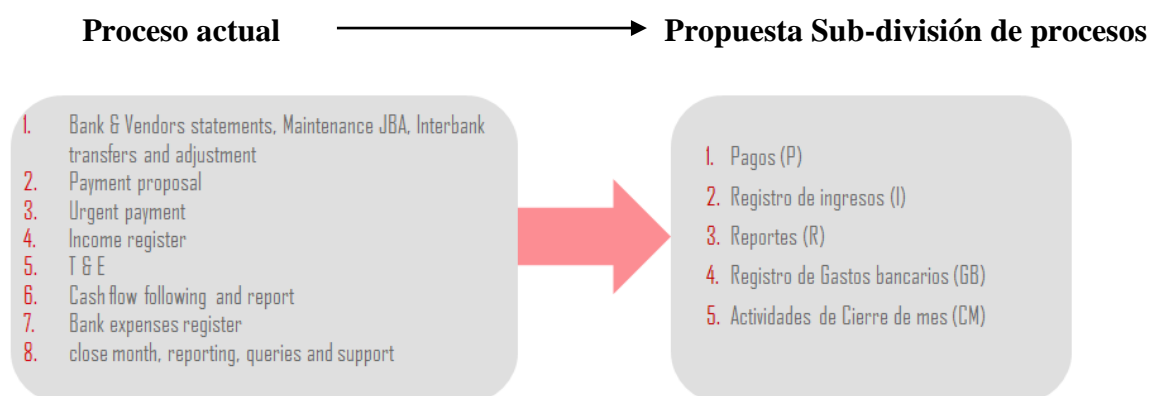 Proceso actual
Propuesta Sub-división de procesos
1. Bank & Vendors statements, Maintenance JBA, Interbank
transfers and adjustment
2. Payment proposal
3. Urgent payment
4. Income register
5. T & E
6. Cash flow following and report
7. Bank expenses register
8. close month, reporting, queries and support
1. Pagos (P)
2. Registro de ingresos (I)
3. Reportes (R)
4. Registro de Gastos bancarios (GB)
5. Actividades de Cierre de mes (CM)